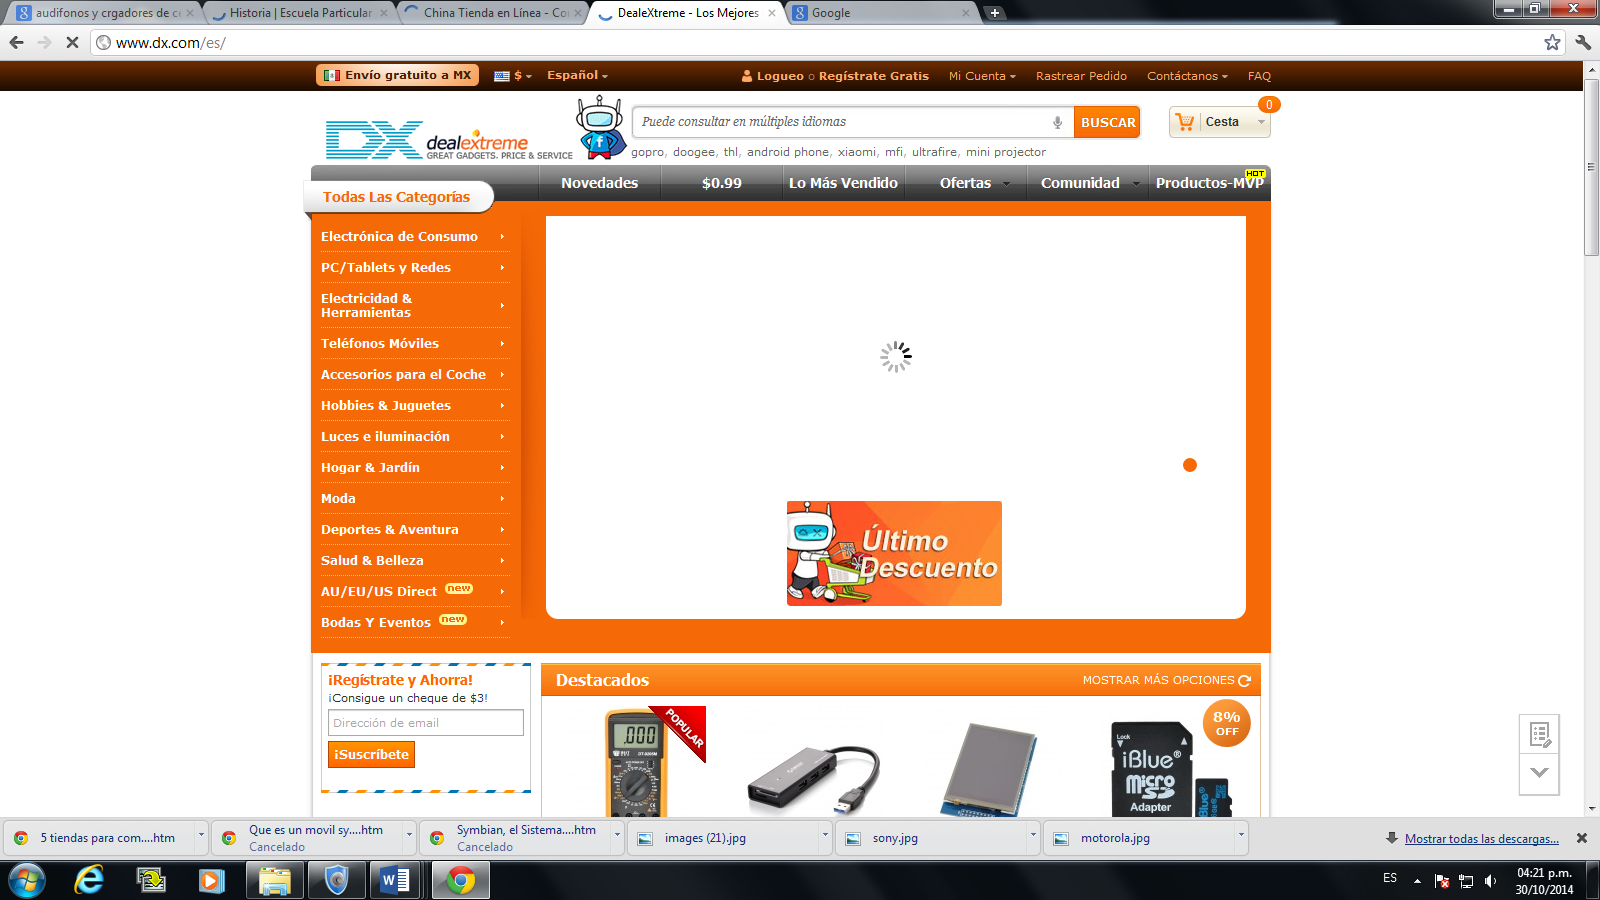 audifonos y crgadores de ce
Historia | Escuela Particular
China Tienda en Línea - Co
DealeXtreme - Los Mejores
Google
www.dx.com/es/
Envío gratuito a MX
$
Español
Logueo o Regístrate Gratis
Mi Cuenta
Rastrear Pedido
Contáctanos
FAQ
DX dealextreme
GREAT GADGETS. PRICE & SERVICE
Puede consultar en múltiples idiomas
BUSCAR
0
Cesta
gopro, doogee, thl, android phone, xiaomi, mfi, ultrafire, mini projector
Todas Las Categorías
Novedades
$0.99
Lo Más Vendido
Ofertas
Comunidad
Productos-MVP
HOT
Electrónica de Consumo
PC/Tablets y Redes
Electricidad &
Herramientas
Teléfonos Móviles
Accesorios para el Coche
Hobbies & Juguetes
Luces e iluminación
Hogar & Jardín
Moda
Deportes & Aventura
Salud & Belleza
AU/EU/US Direct new
Bodas Y Eventos new
Último
Descuento
¡Regístrate y Ahorra!
¡Consigue un cheque de $3!
Dirección de email
¡Suscríbete
Destacados
MOSTRAR MÁS OPCIONES
POPULAR
.000
8%
OFF
Lock
iBlue
micro
SD
Adapter
5 tiendas para com....htm
Que es un movil sy....htm
Cancelado
Symbian, el Sistema....htm
Cancelado
images (21).jpg
sony.jpg
motorola.jpg
Mostrar todas las descargas...
ES
04:21 p.m.
30/10/2014